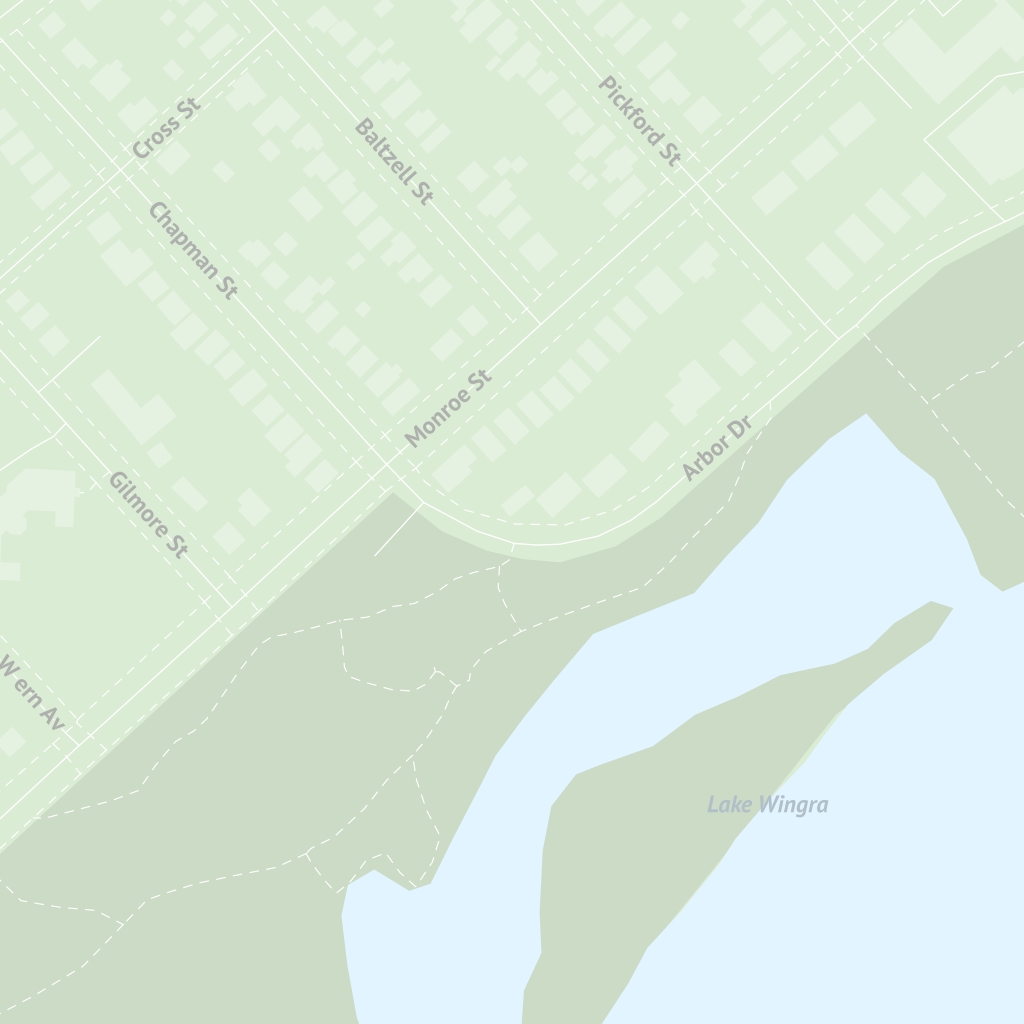 Cross St
Pickford St
Baltzell St
Chapman St
Monroe St
Arbor Dr
Gilmore St
W ern Av
Lake Wingra